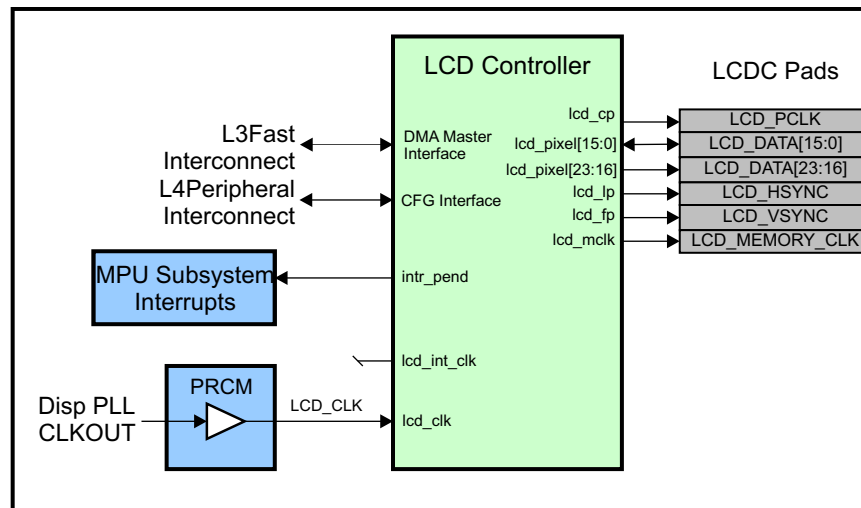 LCD Controller
LCDC Pads
L3Fast
Interconnect
L4Peripheral
Interconnect
DMA Master
Interface
CFG Interface
MPU Subsystem
Interrupts
intr_pend
lcd_int_clk
PRCM
Disp PLL
CLKOUT
LCD_CLK
lcd_clk
lcd_cp
lcd_pixel[15:0]
lcd_pixel[23:16]
lcd_lp
lcd_fp
lcd_mclk
LCD_PCLK
LCD_DATA[15:0]
LCD_DATA[23:16]
LCD_HSYNC
LCD_VSYNC
LCD_MEMORY_CLK